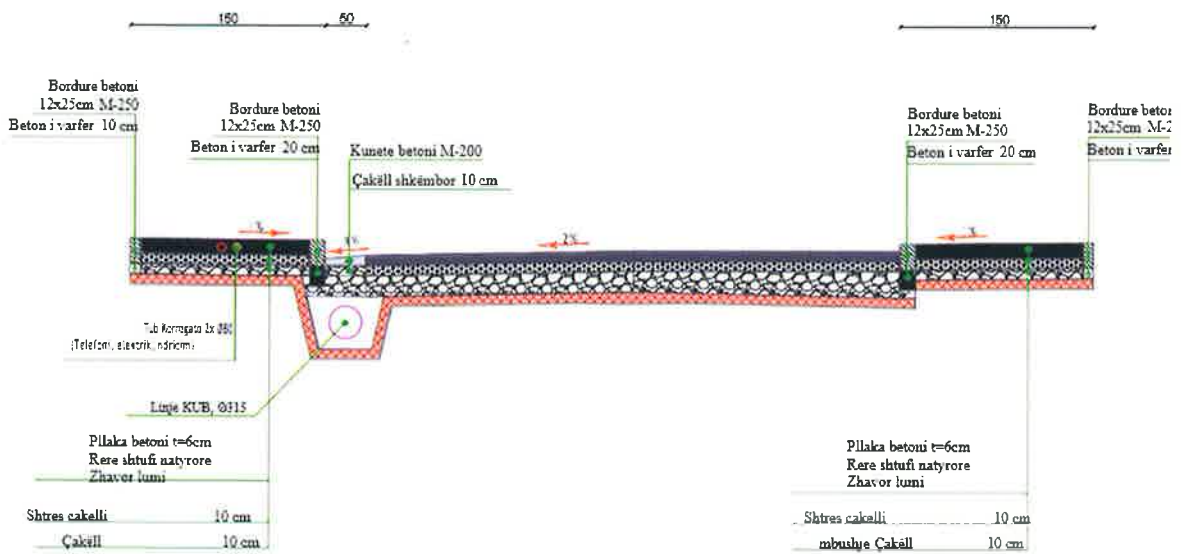 150
50
150
Bordure betoni
12x25cm M-250
Beton i varfer 10 cm
Bordure betoni
12x25cm M-250
Beton i varfer 20 cm
Kunete betoni M-200
Çakëll shkëmbor 10 cm
Bordure betoni
12x25cm M-250
Beton i varfer 20 cm
Bordure beto
12x25cm M-2
Beton i varfer
2%
Tub Korrogato
Linje KUB, Ø315
Pllaka betoni t=6cm
Rere shtufi natyrore
Zhavor lumi
Shtres cakelli 10 cm
Çakëll 10 cm
Pllaka betoni t=6cm
Rere shtufi natyrore
Zhavor lumi
Shtres cakelli 10 cm
mbushje Çakëll 10 cm